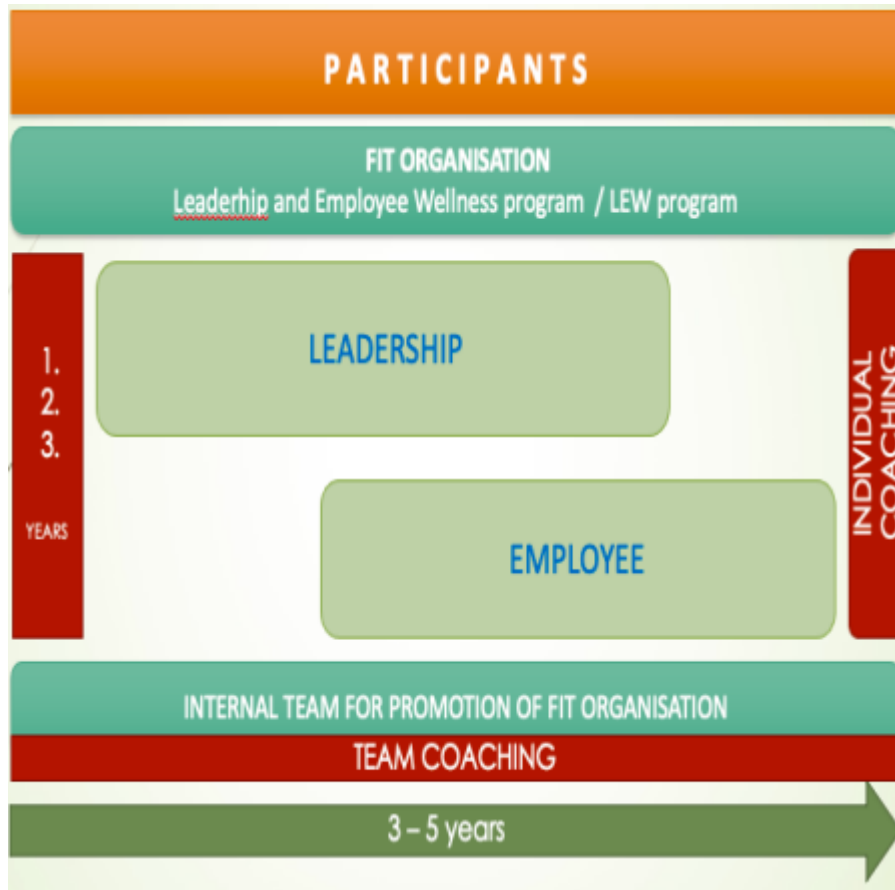 PARTICIPANTS
FIT ORGANISATION
Leaderhip and Employee Wellness program / LEW program
1.
2.
3.
YEARS
LEADERSHIP
EMPLOYEE
INDIVIDUAL
COACHING
INTERNAL TEAM FOR PROMOTION OF FIT ORGANISATION
TEAM COACHING
3 – 5 years